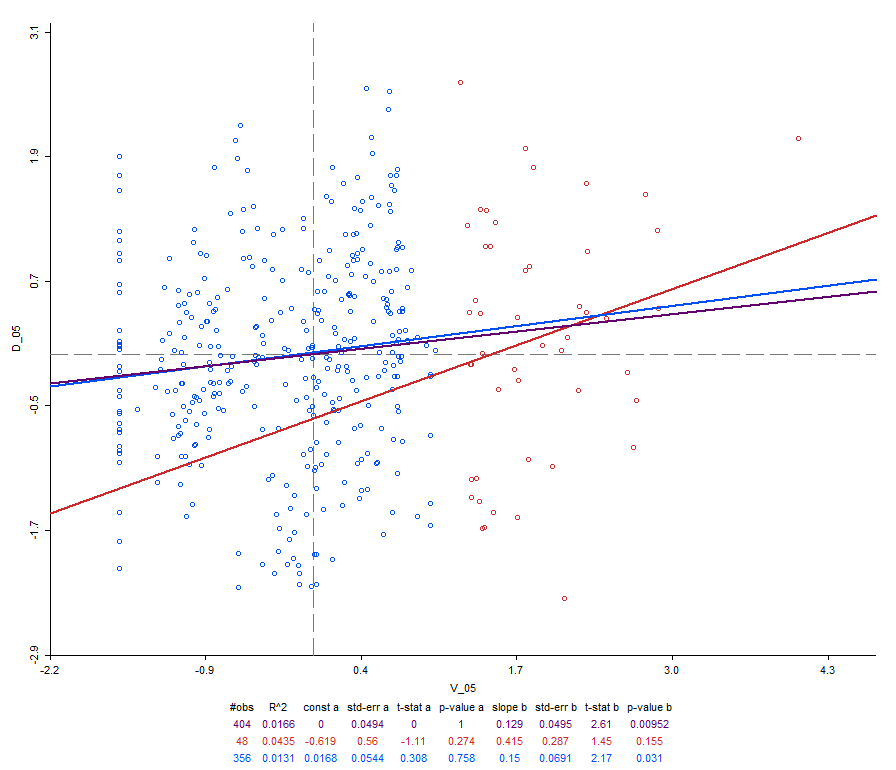 3.1
1.9
0.7
-0.5
-1.7
-2.9
D_05
-2.2 -0.9 0.4 1.7 3.0 4.3
V_05
#obs R^2 const a std-err a t-stat a p-value a slope b std-err b t-stat b p-value b
404 0.0166 0 0.0494 0 1 0.129 0.0495 2.61 0.00952
48 0.0435 -0.619 0.56 -1.11 0.274 0.415 0.287 1.45 0.155
356 0.0131 0.0168 0.0544 0.308 0.758 0.15 0.0691 2.17 0.031